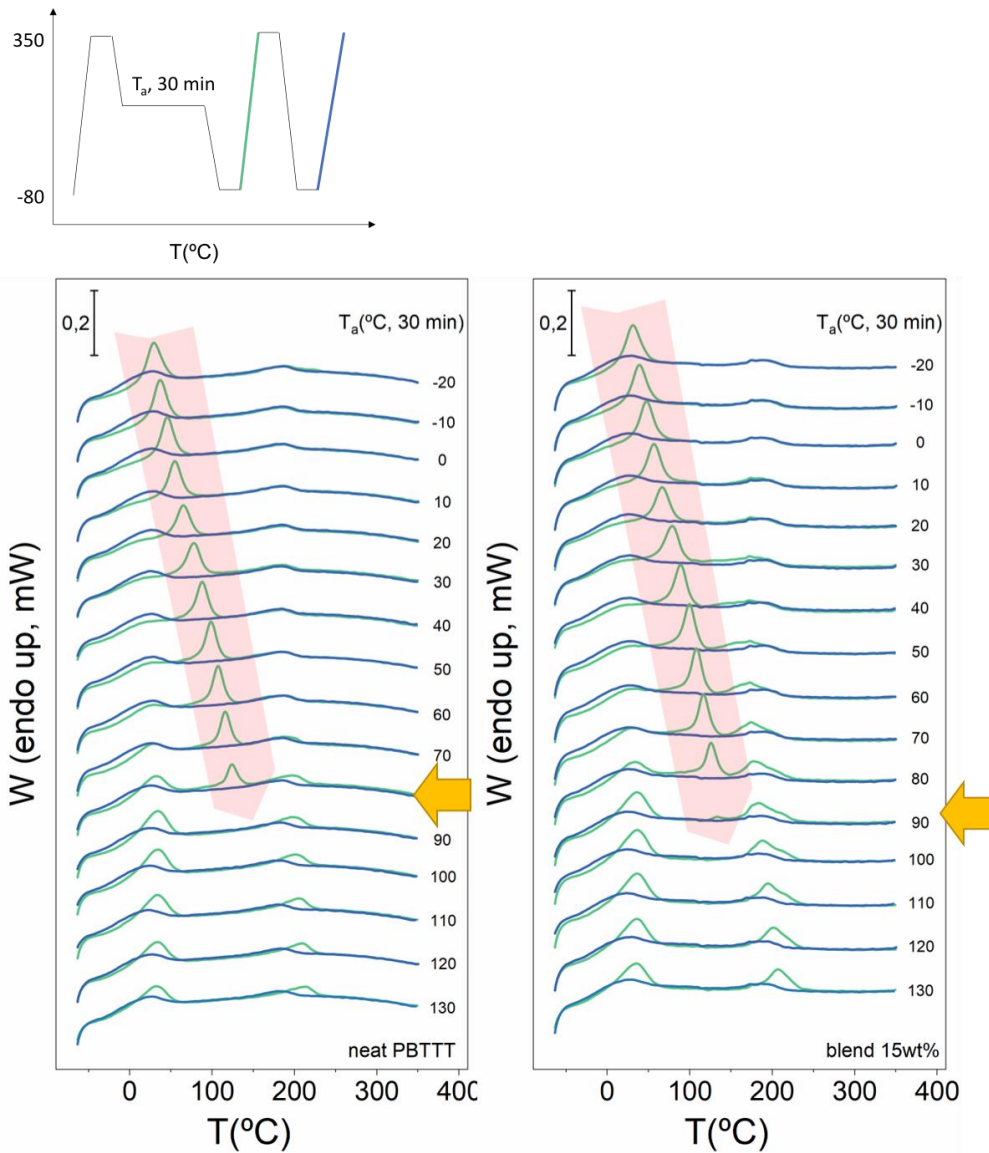 350
Tₐ, 30 min
-80
T(ºC)
0,2
Tₐ(ºC, 30 min)
-20
-10
0
10
20
30
40
50
60
70
90
100
110
120
130
neat PBTTT
W (endo up, mW)
0 100 200 300 400
T(ºC)
0,2
Tₐ(ºC, 30 min)
-20
-10
0
10
20
30
40
50
60
70
80
90
100
110
120
130
blend 15wt%
W (endo up, mW)
0 100 200 300 400
T(ºC)